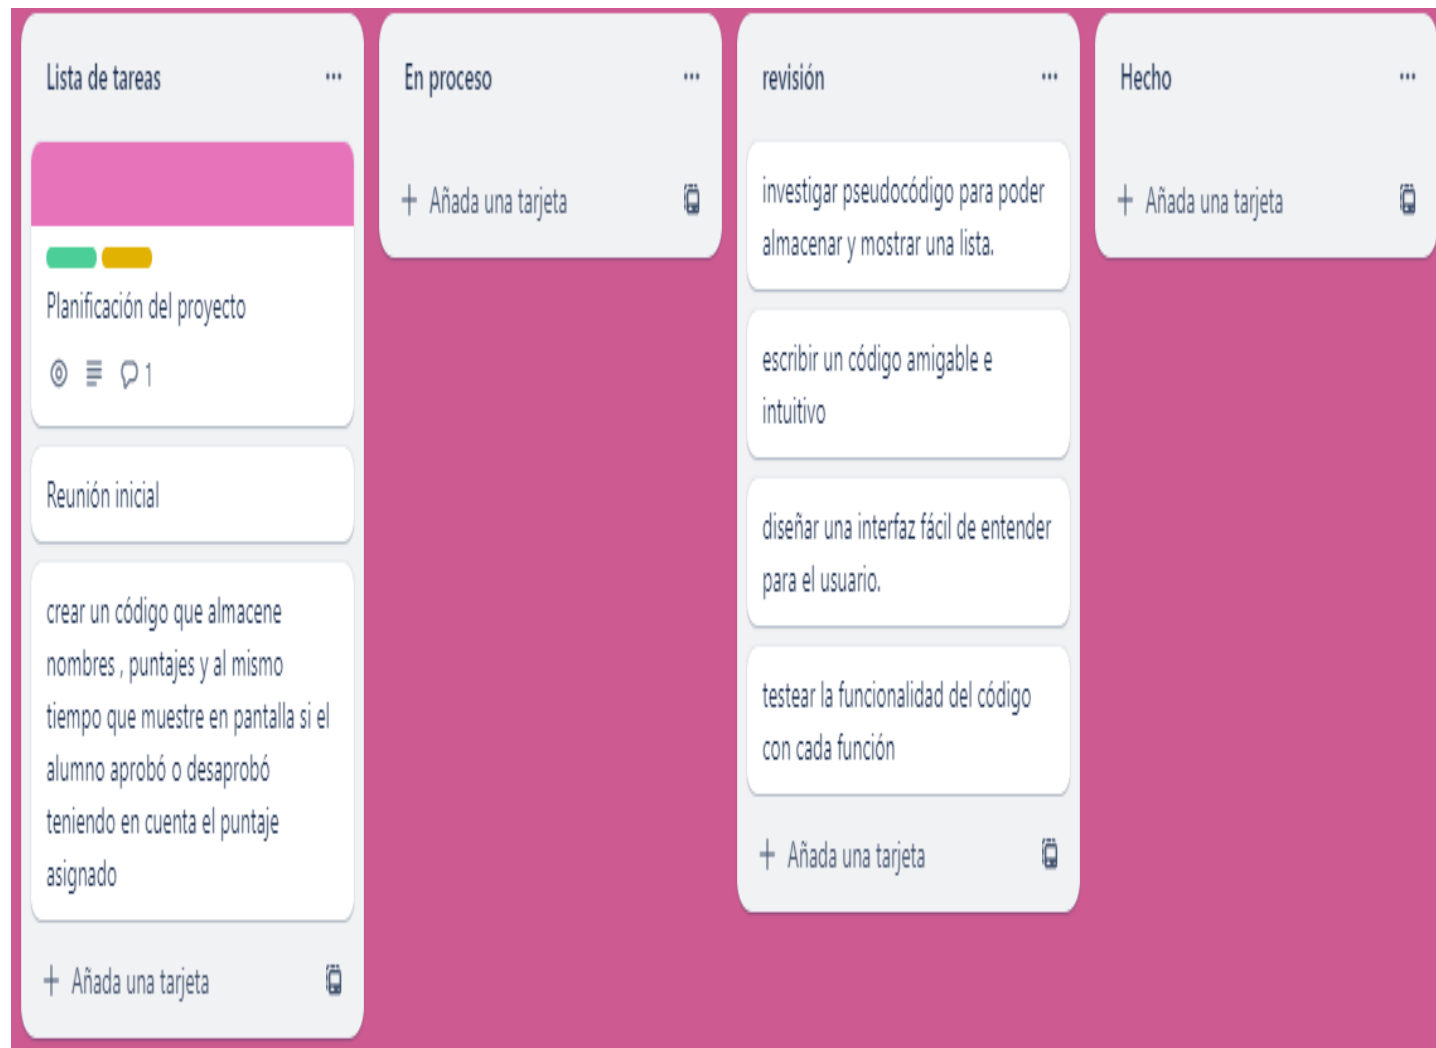 Lista de tareas
Planificación del proyecto
1
Reunión inicial
crear un código que almacene
nombres , puntajes y al mismo
tiempo que muestre en pantalla si el
alumno aprobó o desaprobó
teniendo en cuenta el puntaje
asignado
+ Añada una tarjeta
En proceso
+ Añada una tarjeta
revisión
investigar pseudocódigo para poder
almacenar y mostrar una lista.
escribir un código amigable e
intuitivo
diseñar una interfaz fácil de entender
para el usuario.
testear la funcionalidad del código
con cada función
+ Añada una tarjeta
Hecho
+ Añada una tarjeta